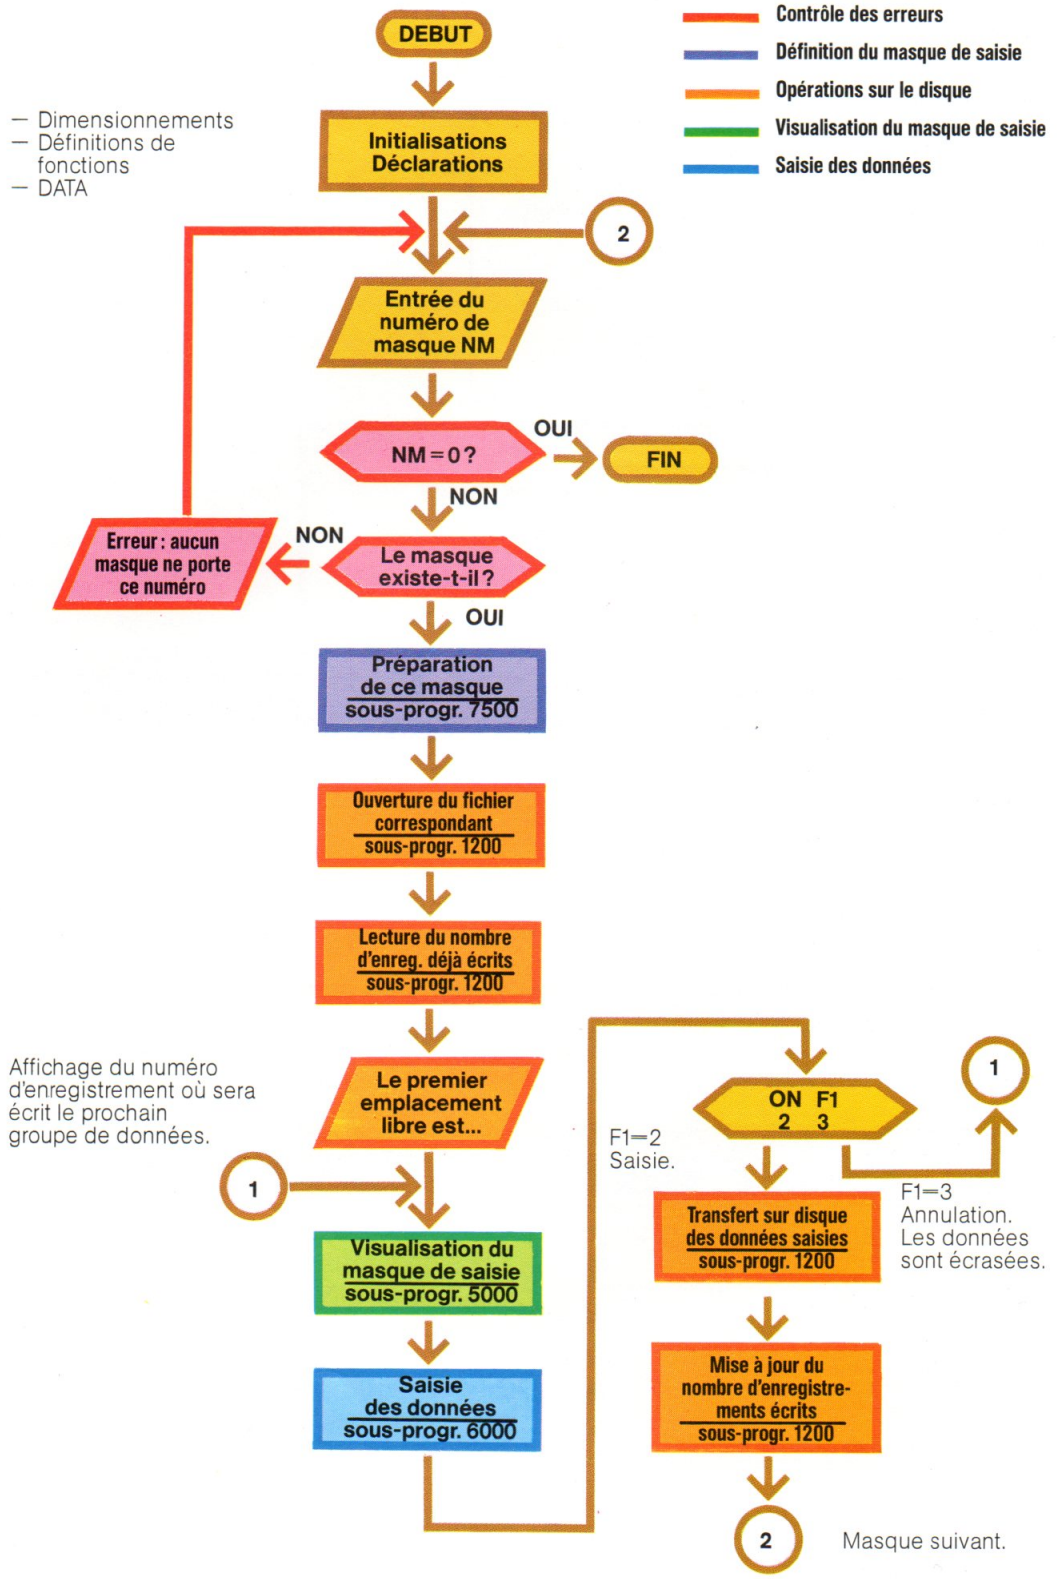 DEBUT
Contrôle des erreurs
Définition du masque de saisie
Opérations sur le disque
Visualisation du masque de saisie
Saisie des données
— Dimensionnements
— Définitions de
fonctions
— DATA
Initialisations
Déclarations
2
Entrée du
numéro de
masque NM
NM = 0 ?
OUI
FIN
NON
Le masque
existe-t-il ?
NON
Erreur : aucun
masque ne porte
ce numéro
OUI
Préparation
de ce masque
sous-progr. 7500
Ouverture du fichier
correspondant
sous-progr. 1200
Lecture du nombre
d'enreg. déjà écrits
sous-progr. 1200
Affichage du numéro
d'enregistrement où sera
écrit le prochain
groupe de données.
Le premier
emplacement
libre est...
1
Visualisation du
masque de saisie
sous-progr. 5000
Saisie
des données
sous-progr. 6000
ON F1
2 3
1
F1=2
Saisie.
F1=3
Annulation.
Les données
sont écrasées.
Transfert sur disque
des données saisies
sous-progr. 1200
Mise à jour du
nombre d'enregistre-
ments écrits
sous-progr. 1200
2
Masque suivant.